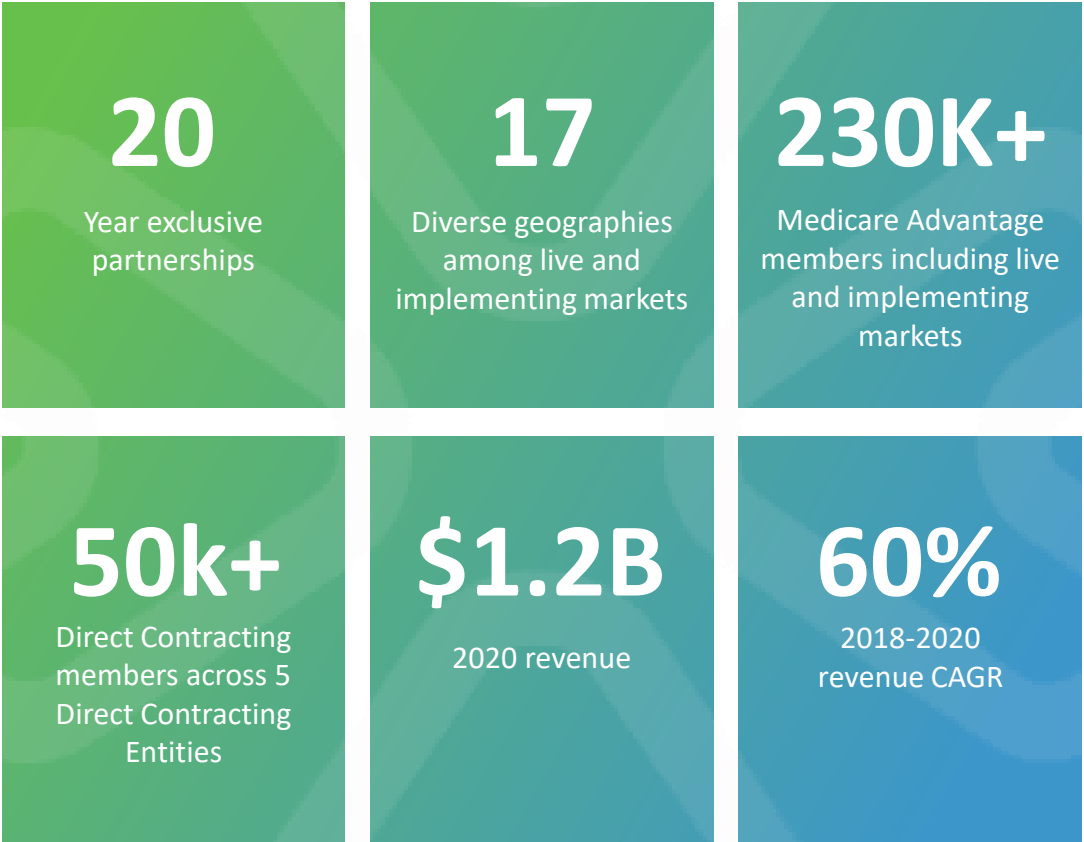 20
Year exclusive
partnerships
17
Diverse geographies
among live and
implementing markets
230K+
Medicare Advantage
members including live
and implementing
markets
50k+
Direct Contracting
members across 5
Direct Contracting
Entities
$1.2B
2020 revenue
60%
2018-2020
revenue CAGR